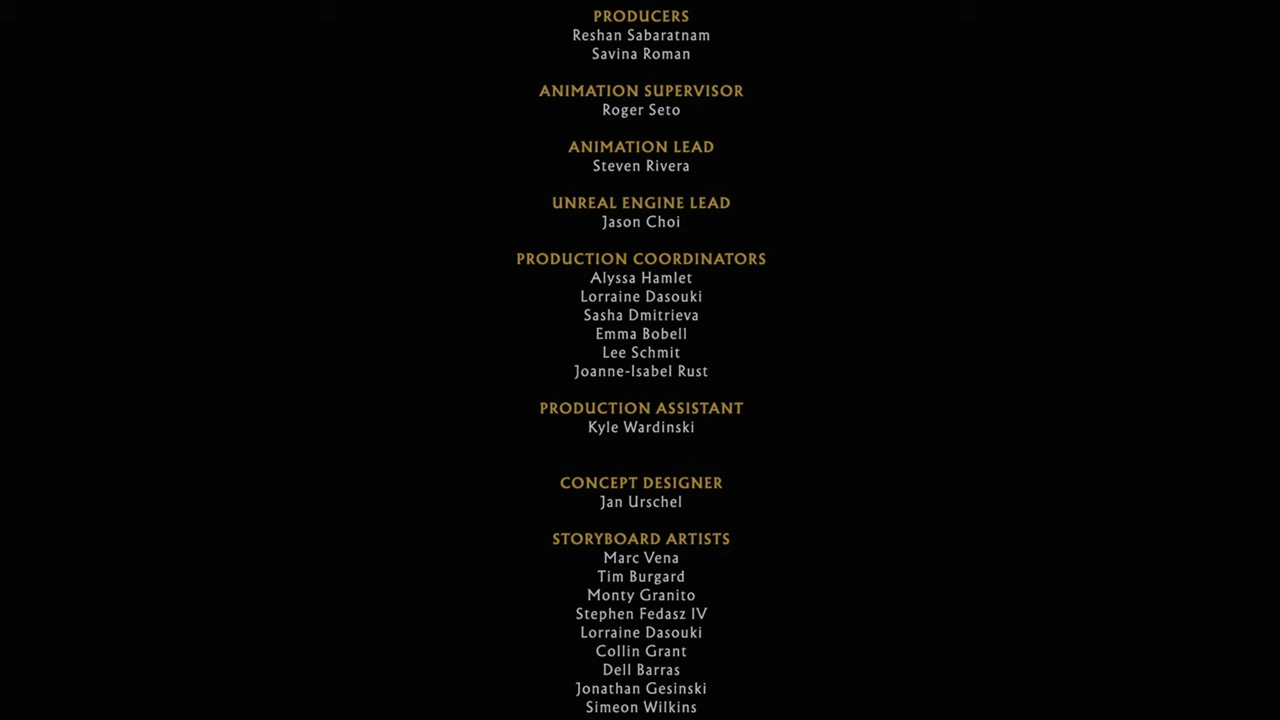 PRODUCERS
Reshan Sabaratnam
Savina Roman
ANIMATION SUPERVISOR
Roger Seto
ANIMATION LEAD
Steven Rivera
UNREAL ENGINE LEAD
Jason Choi
PRODUCTION COORDINATORS
Alyssa Hamlet
Lorraine Dasouki
Sasha Dmitrieva
Emma Bobell
Lee Schmit
Joanne-Isabel Rust
PRODUCTION ASSISTANT
Kyle Wardinski
CONCEPT DESIGNER
Jan Urschel
STORYBOARD ARTISTS
Marc Vena
Tim Burgard
Monty Granito
Stephen Fedasz IV
Lorraine Dasouki
Collin Grant
Dell Barras
Jonathan Gesinski
Simeon Wilkins